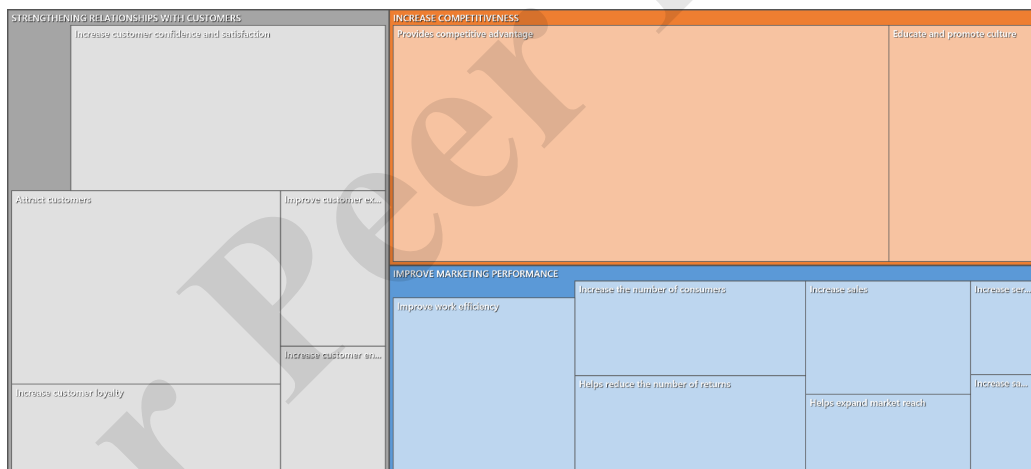 STRENGTHENING RELATIONSHIPS WITH CUSTOMERS
Increase customer confidence and satisfaction
Attract customers
Improve customer ex...
Increase customer en...
Increase customer loyalty
INCREASE COMPETITIVENESS
Provides competitive advantage
Educate and promote culture
IMPROVE MARKETING PERFORMANCE
Improve work efficiency
Increase the number of consumers
Increase sales
Increase ser...
Helps reduce the number of returns
Increase su...
Helps expand market reach
r Peer